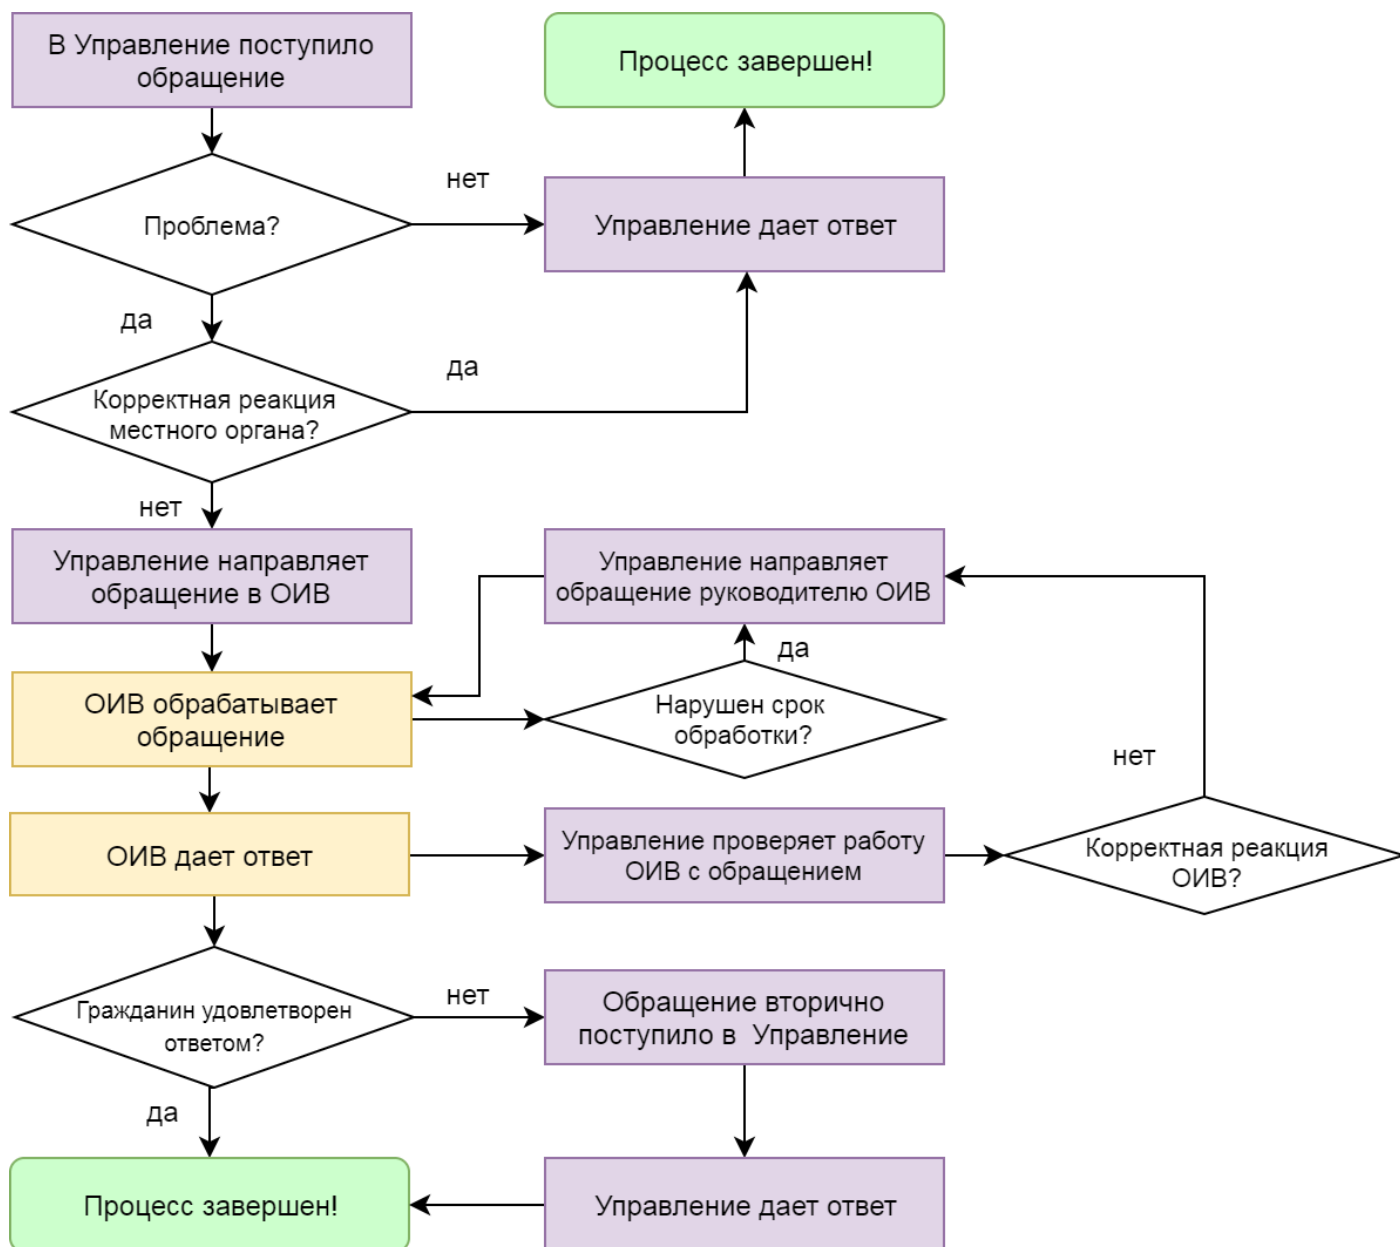 В Управление поступило
обращение
Процесс завершен!
Проблема?
нет
Управление дает ответ
да
Корректная реакция
местного органа?
да
нет
Управление направляет
обращение в ОИВ
Управление направляет
обращение руководителю ОИВ
да
ОИВ обрабатывает
обращение
Нарушен срок
обработки?
нет
ОИВ дает ответ
Управление проверяет работу
ОИВ с обращением
Корректная реакция
ОИВ?
Гражданин удовлетворен
ответом?
нет
Обращение вторично
поступило в Управление
да
Процесс завершен!
Управление дает ответ